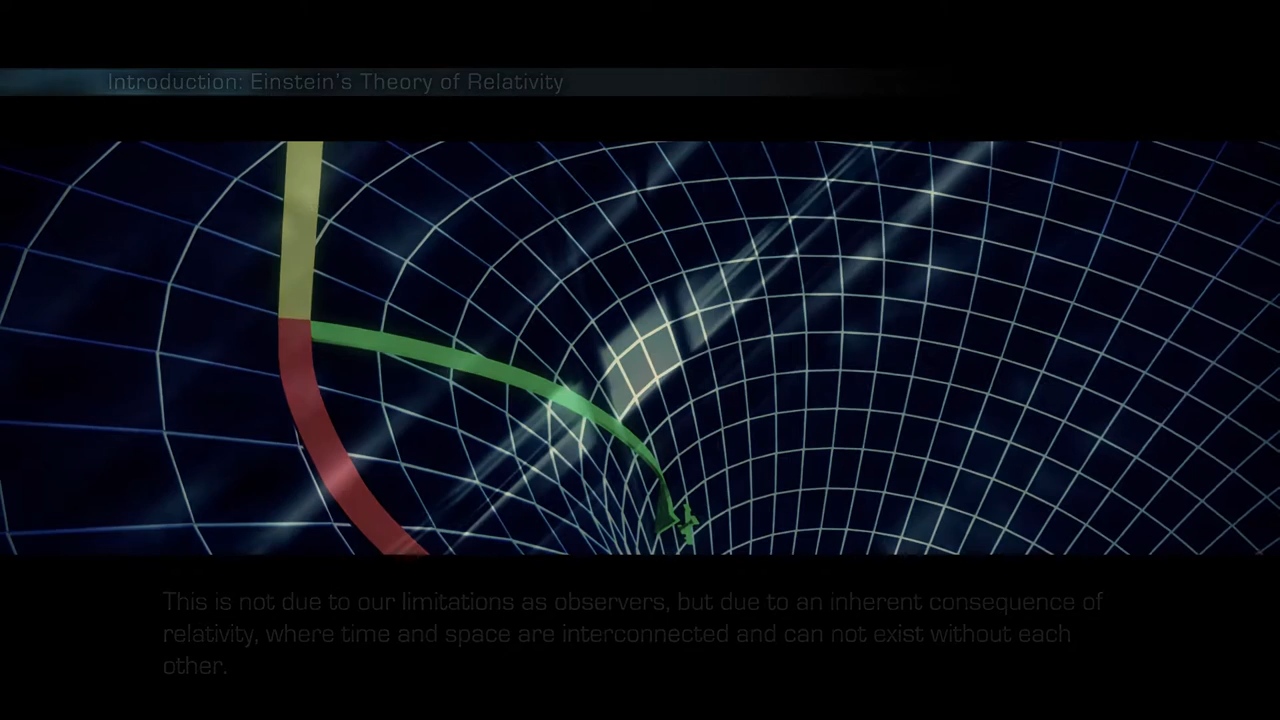 Introduction: Einstein's Theory of Relativity
This is not due to our limitations as observers, but due to an inherent consequence of
relativity, where time and space are interconnected and can not exist without each
other.